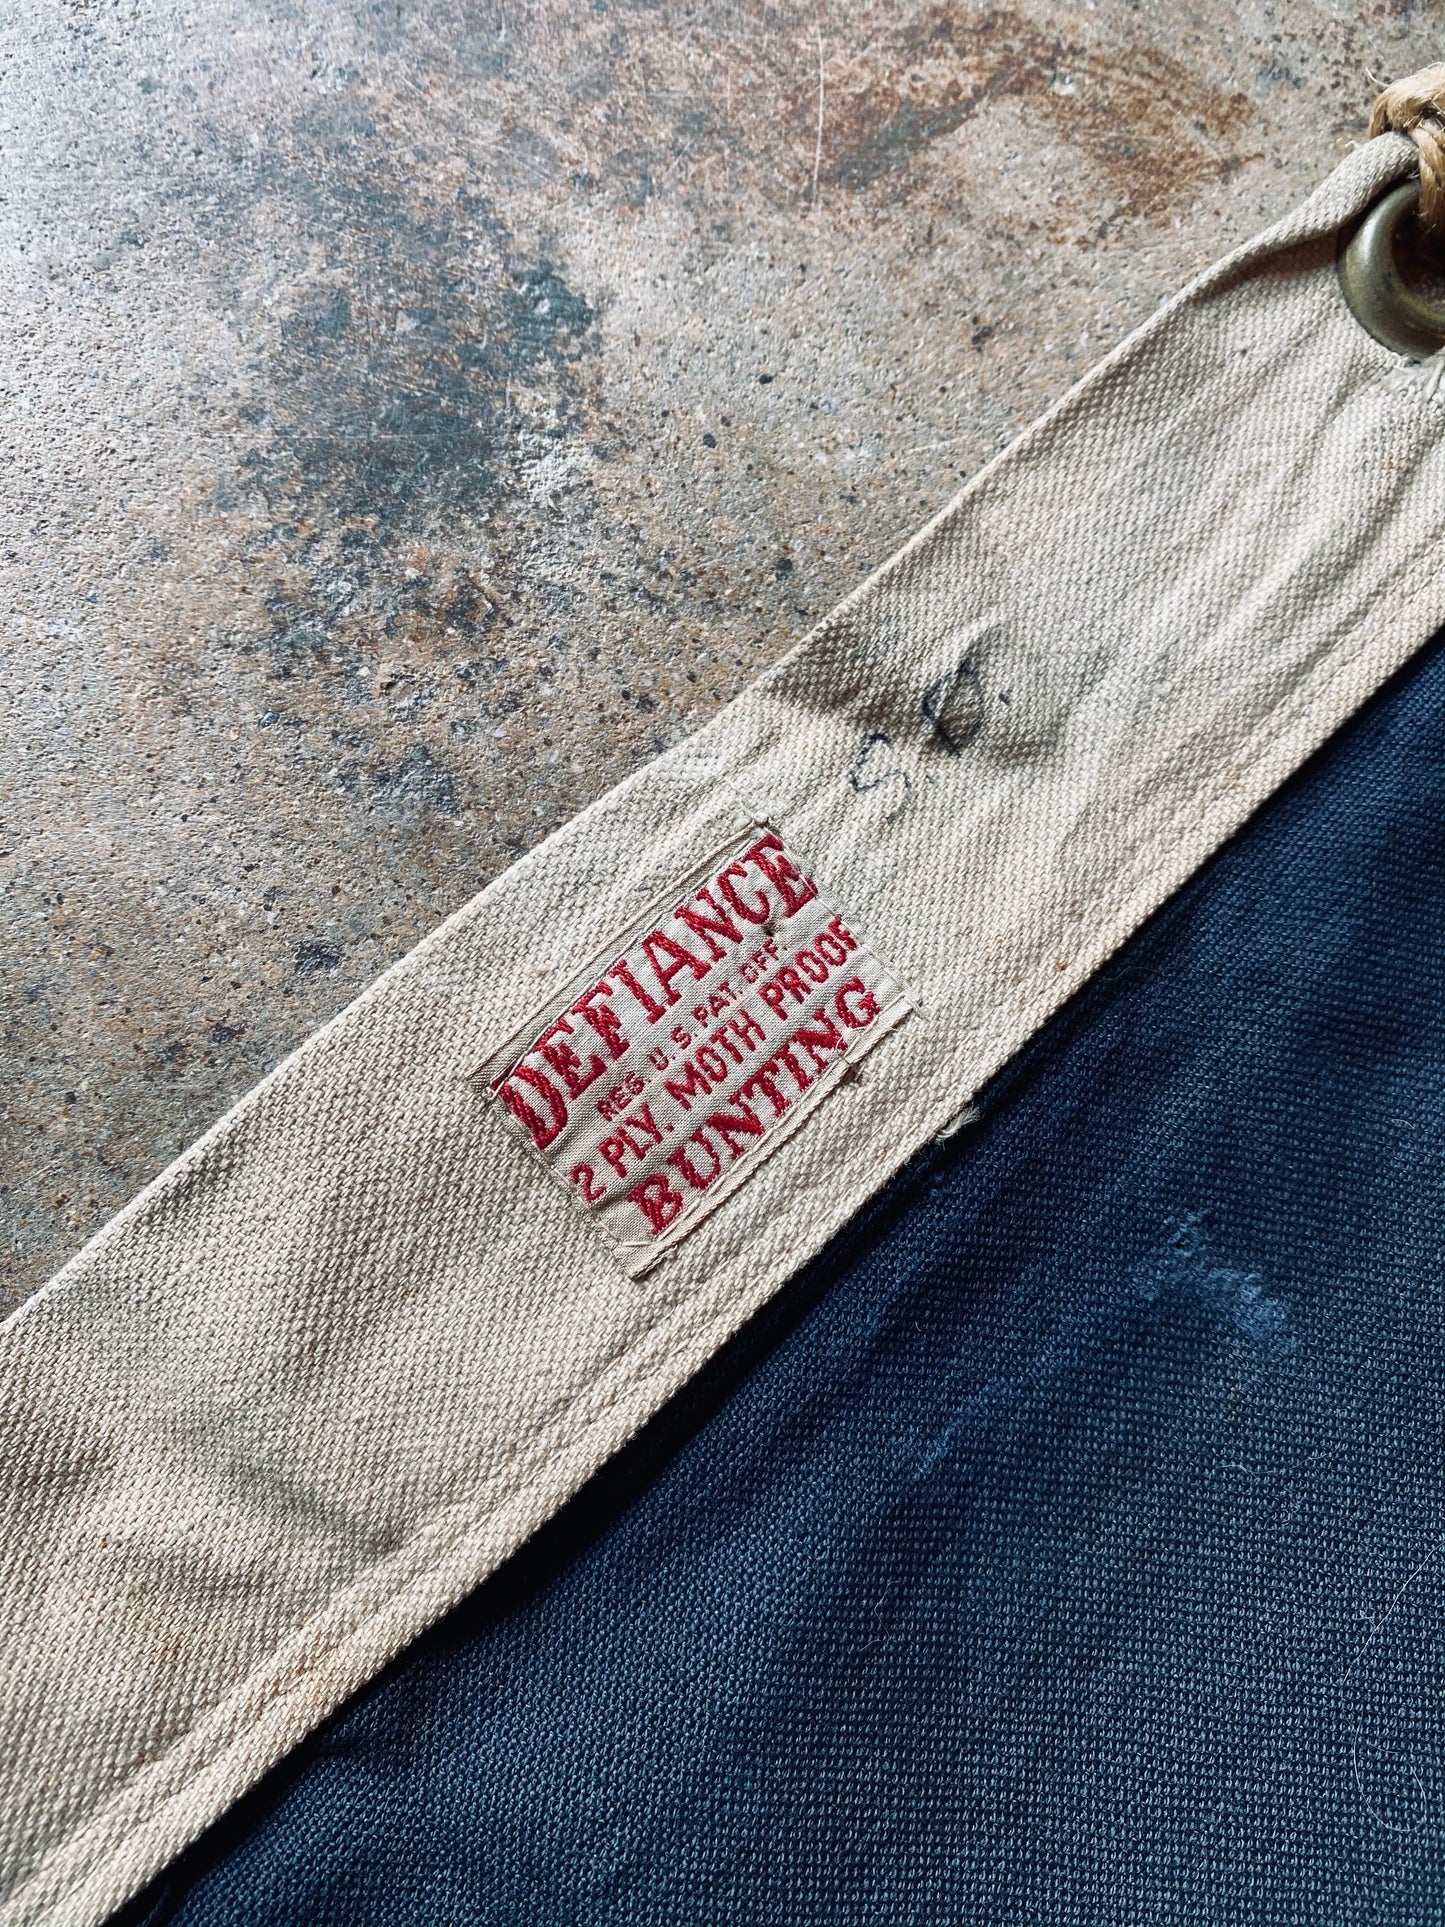 DEFIANCE
REG. U.S. PAT. OFF.
2 PLY. MOTH PROOF
BUNTING